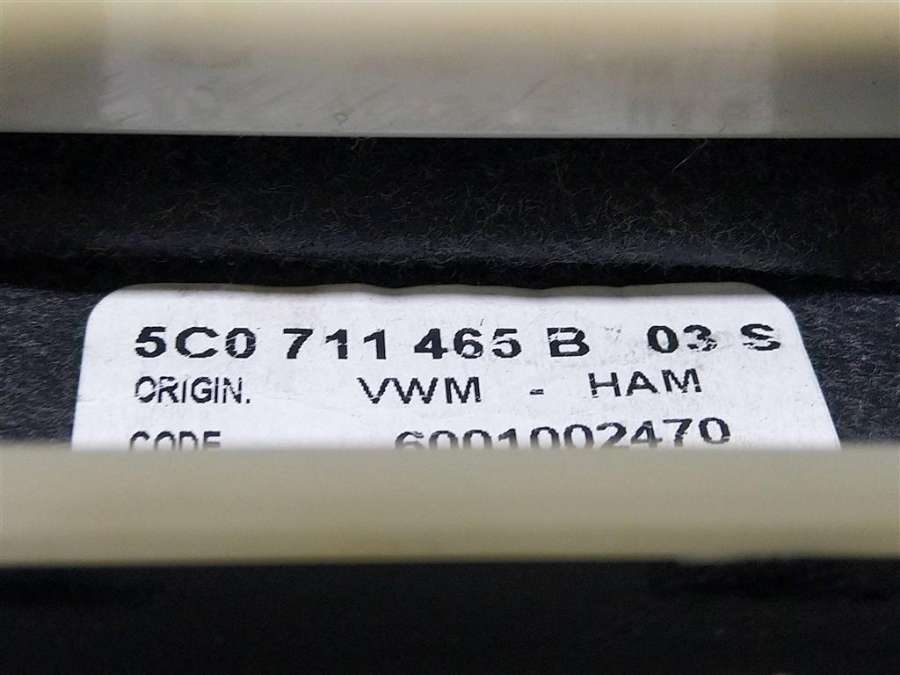 5C0 711 465 B 03 S
ORIGIN. VWM - HAM
CODE 6001002470